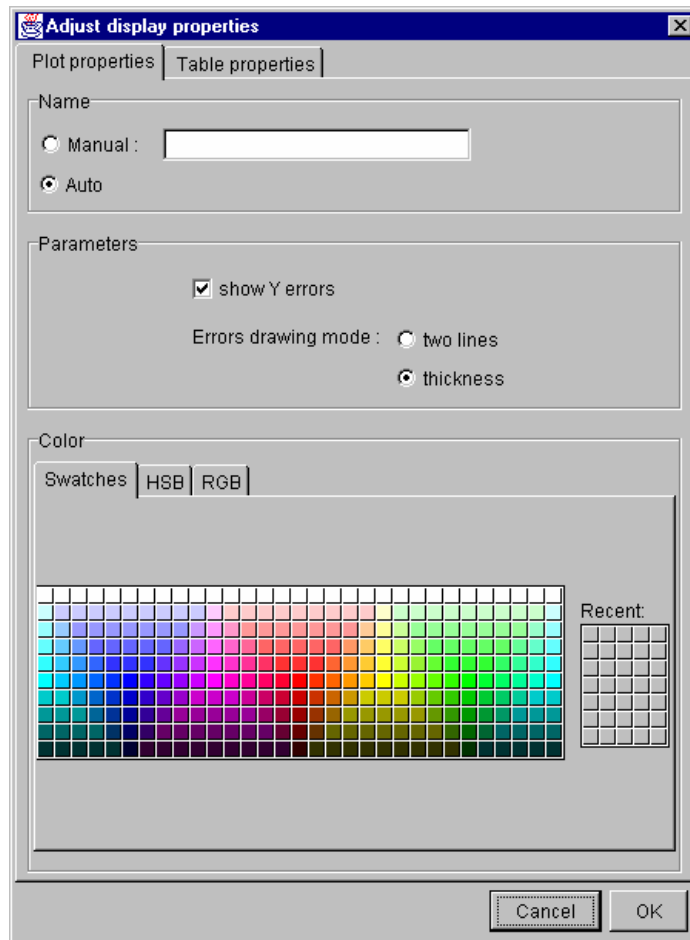 Adjust display properties
Plot properties Table properties
Name
Manual :
Auto
Parameters
show Y errors
Errors drawing mode : two lines
thickness
Color
Swatches HSB RGB
Recent:
Cancel OK